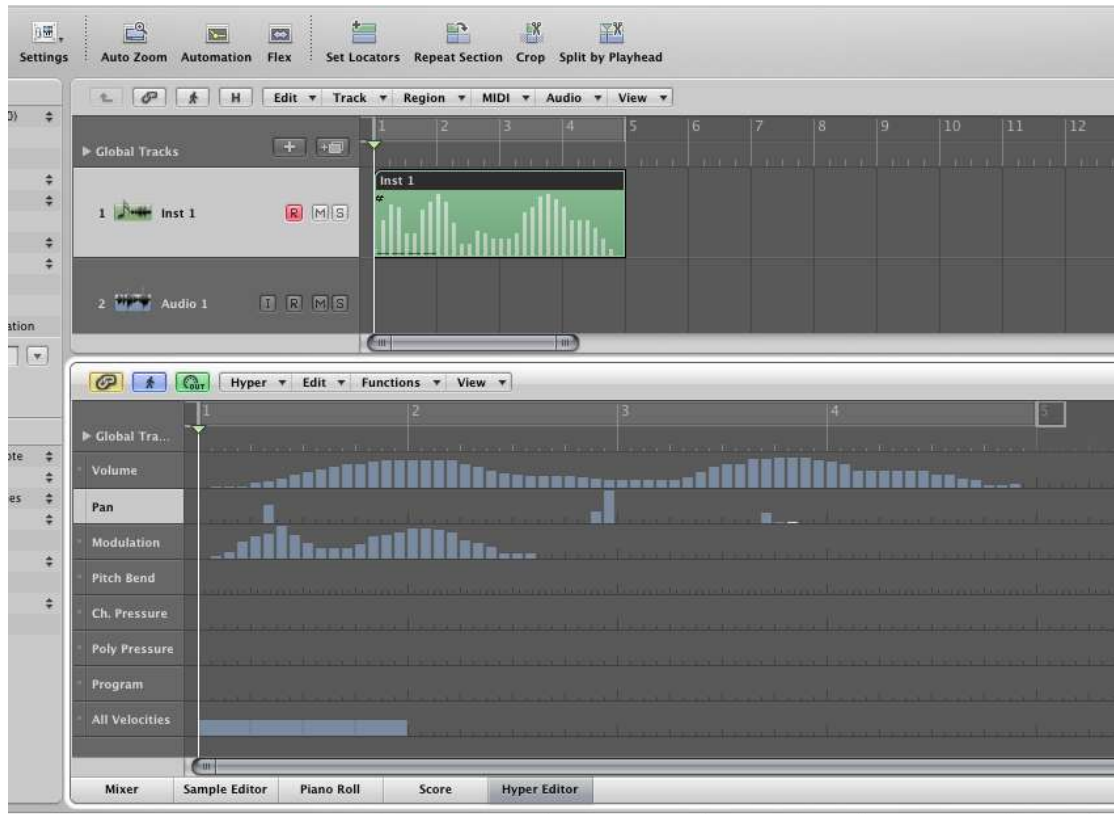 Settings Auto Zoom Automation Flex Set Locators Repeat Section Crop Split by Playhead
H Edit Track Region MIDI Audio View
1 2 3 4 5 6 7 8 9 10 11 12
Global Tracks
Inst 1
1 Inst 1 R M S
2 Audio 1 I R M S
ation
OUT Hyper Edit Functions View
1 2 3 4 5
Global Tra...
Volume
Pan
Modulation
Pitch Bend
Ch. Pressure
Poly Pressure
Program
All Velocities
Mixer Sample Editor Piano Roll Score Hyper Editor